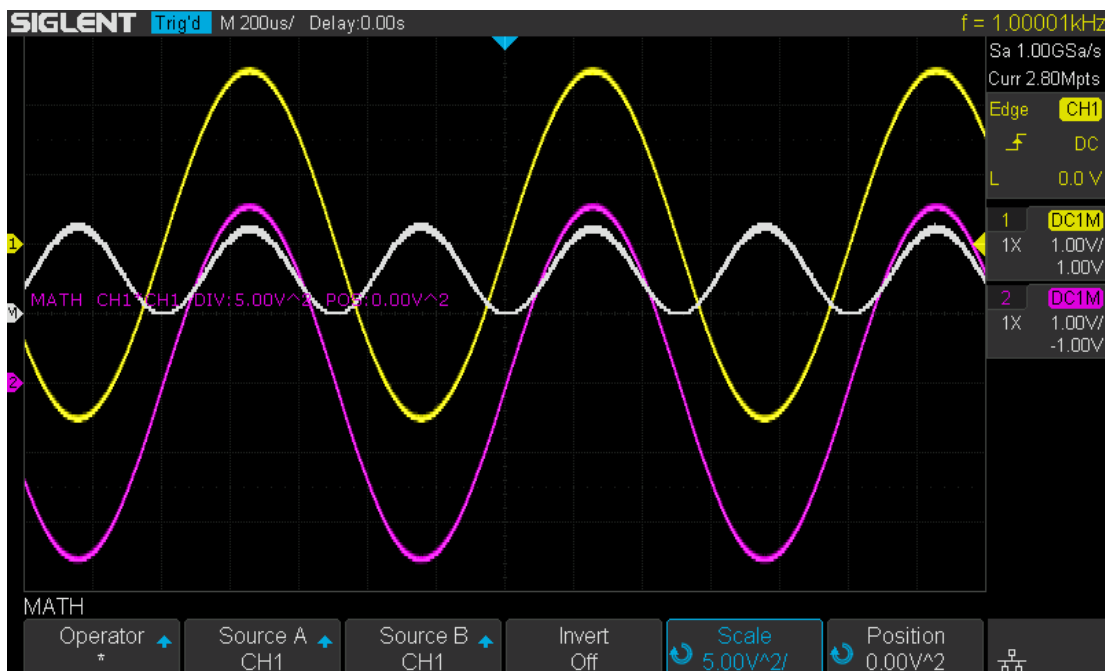 SIGLENT Trig'd M 200us/ Delay:0.00s f = 1.00001kHz
Sa 1.00GSa/s
Curr 2.80Mpts
Edge CH1
DC
L 0.0 V
1 DC1M
1X 1.00V/
1.00V
2 DC1M
1X 1.00V/
-1.00V
1
MATH CH1*CH1 DIV:5.00V^2 POS:0.00V^2
M
2
MATH
Operator Source A Source B Invert Scale Position
* CH1 CH1 Off 5.00V^2/ 0.00V^2